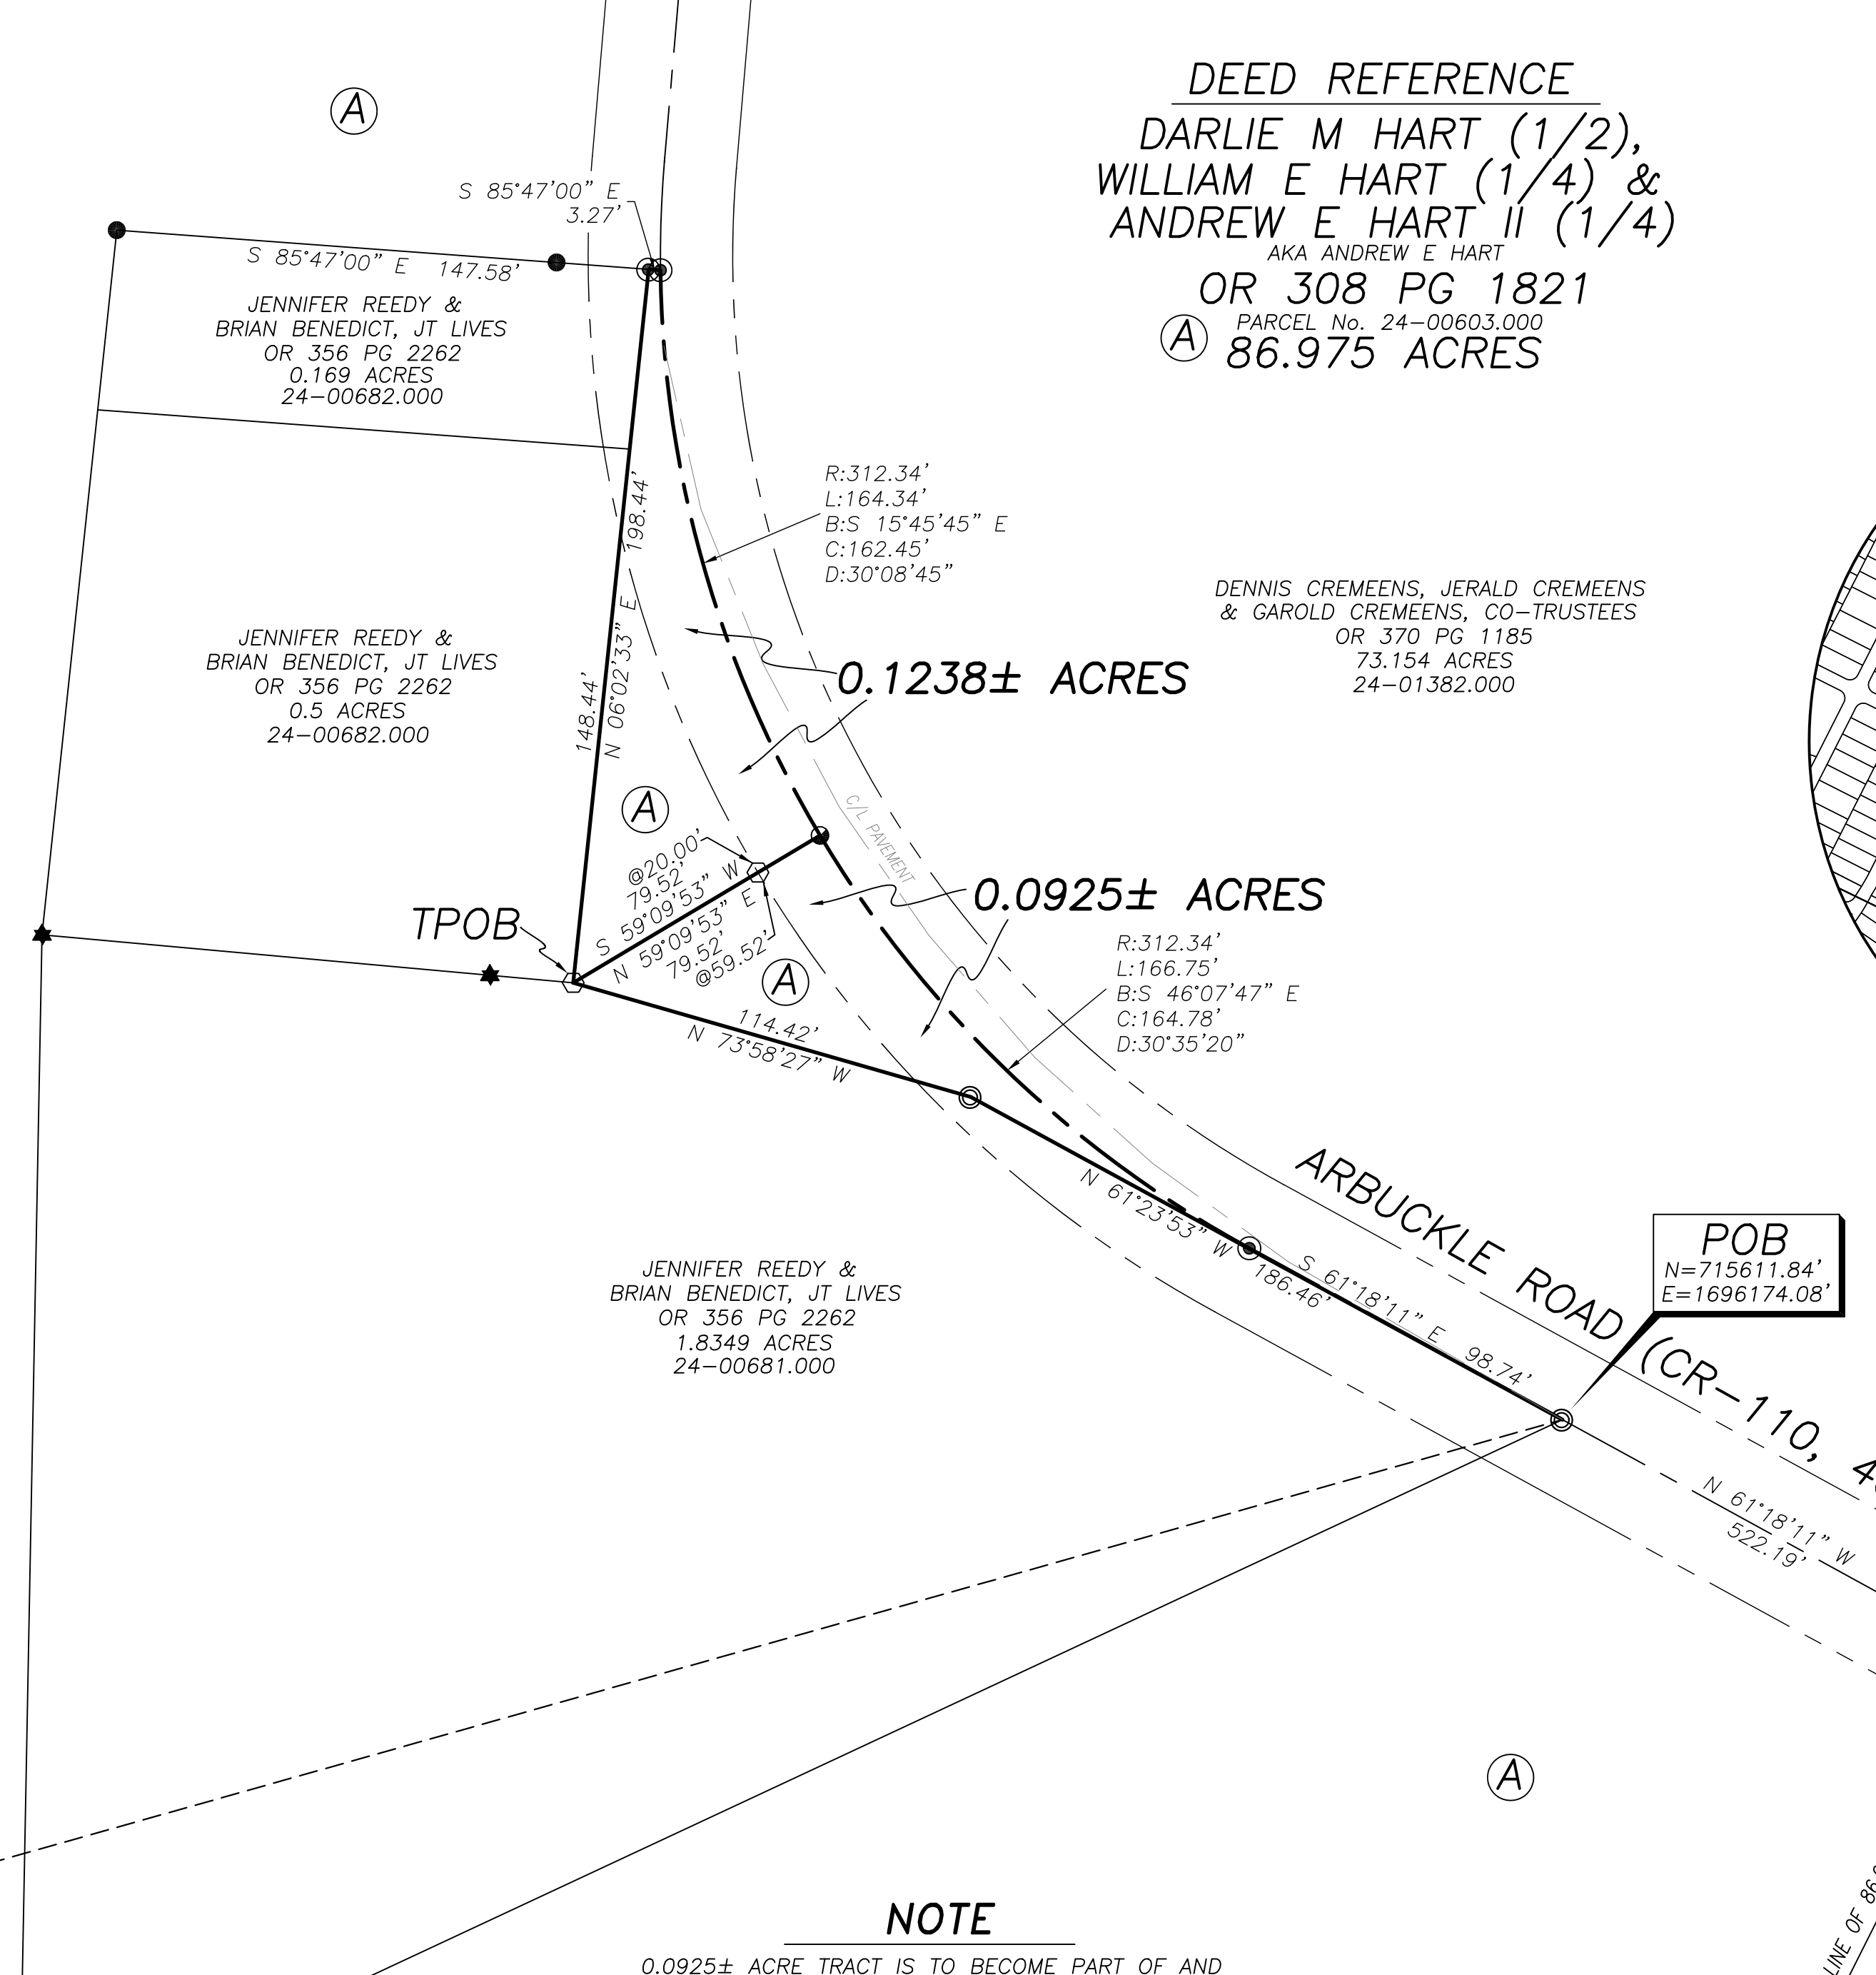 DEED REFERENCE
DARLIE M HART (1/2),
WILLIAM E HART (1/4) &
ANDREW E HART II (1/4)
AKA ANDREW E HART
OR 308 PG 1821
PARCEL No. 24-00603.000
A 86.975 ACRES
A
S 85°47'00" E
3.27'
S 85°47'00" E 147.58'
JENNIFER REEDY &
BRIAN BENEDICT, JT LIVES
OR 356 PG 2262
0.169 ACRES
24-00682.000
R:312.34'
L:164.34'
B:S 15°45'45" E
C:162.45'
D:30°08'45"
198.44'
N 06°02'33" E
148.44'
DENNIS CREMEENS, JERALD CREMEENS
& GAROLD CREMEENS, CO-TRUSTEES
OR 370 PG 1185
73.154 ACRES
24-01382.000
JENNIFER REEDY &
BRIAN BENEDICT, JT LIVES
OR 356 PG 2262
0.5 ACRES
24-00682.000
0.1238± ACRES
A
C/L PAVEMENT
@20.00'
79.52'
S 59°09'53" W
N 59°09'53" E
79.52'
@59.52'
TPOB
0.0925± ACRES
A
R:312.34'
L:166.75'
B:S 46°07'47" E
C:164.78'
D:30°35'20"
114.42'
N 73°58'27" W
N 61°23'53" W
186.46'
S 61°18'11" E 98.74'
ARBUCKLE ROAD (CR-110,
POB
N=715611.84'
E=1696174.08'
JENNIFER REEDY &
BRIAN BENEDICT, JT LIVES
OR 356 PG 2262
1.8349 ACRES
24-00681.000
N 61°18'11" W
522.19'
A
LINE OF
NOTE
0.0925± ACRE TRACT IS TO BECOME PART OF AND